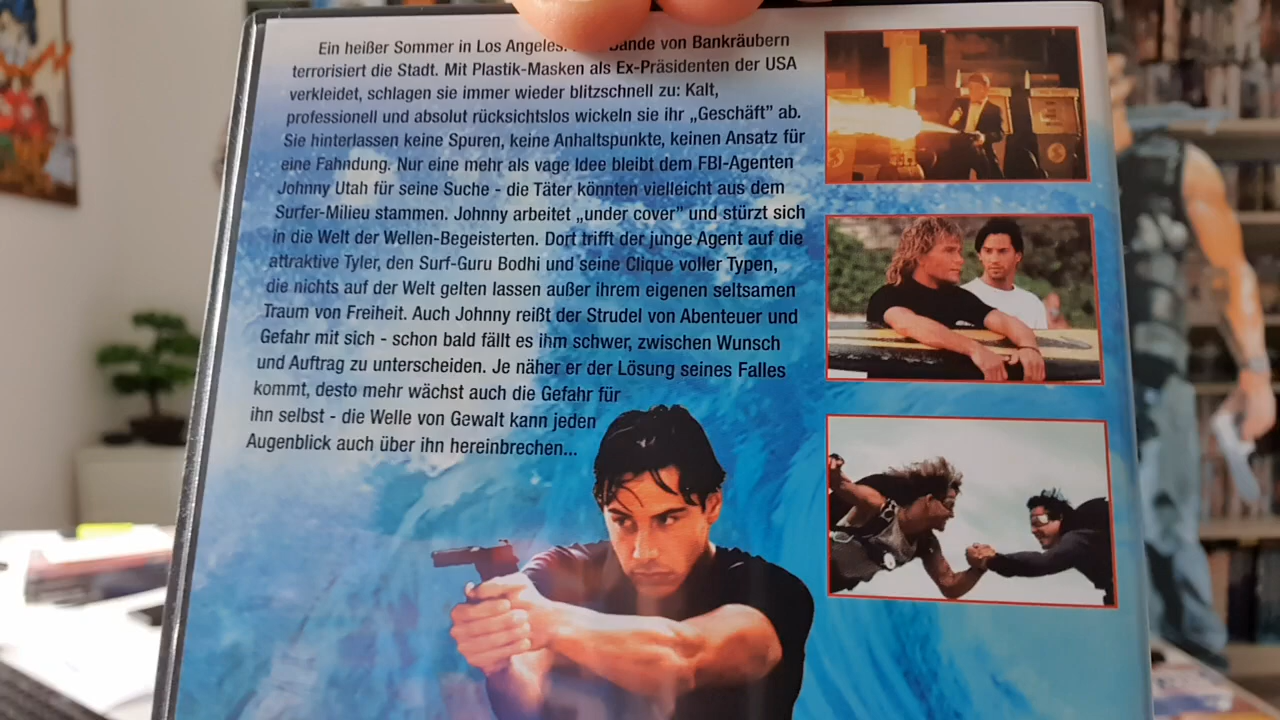 Ein heißer Sommer in Los Angeles. von Bankräubern
terrorisiert die Stadt. Mit Plastik-Masken als Ex-Präsidenten der USA
verkleidet, schlagen sie immer wieder blitzschnell zu: Kalt,
professionell und absolut rücksichtslos wickeln sie ihr „Geschäft” ab.
Sie hinterlassen keine Spuren, keine Anhaltspunkte, keinen Ansatz für
eine Fahndung. Nur eine mehr als vage Idee bleibt dem FBI-Agenten
Johnny Utah für seine Suche - die Täter könnten vielleicht aus dem
Surfer-Milieu stammen. Johnny arbeitet „under cover” und stürzt sich
in die Welt der Wellen-Begeisterten. Dort trifft der junge Agent auf die
attraktive Tyler, den Surf-Guru Bodhi und seine Clique voller Typen,
die nichts auf der Welt gelten lassen außer ihrem eigenen seltsamen
Traum von Freiheit. Auch Johnny reißt der Strudel von Abenteuer und
Gefahr mit sich - schon bald fällt es ihm schwer, zwischen Wunsch
und Auftrag zu unterscheiden. Je näher er der Lösung seines Falles
kommt, desto mehr wächst auch die Gefahr für
ihn selbst - die Welle von Gewalt kann jeden
Augenblick auch über ihn hereinbrechen...